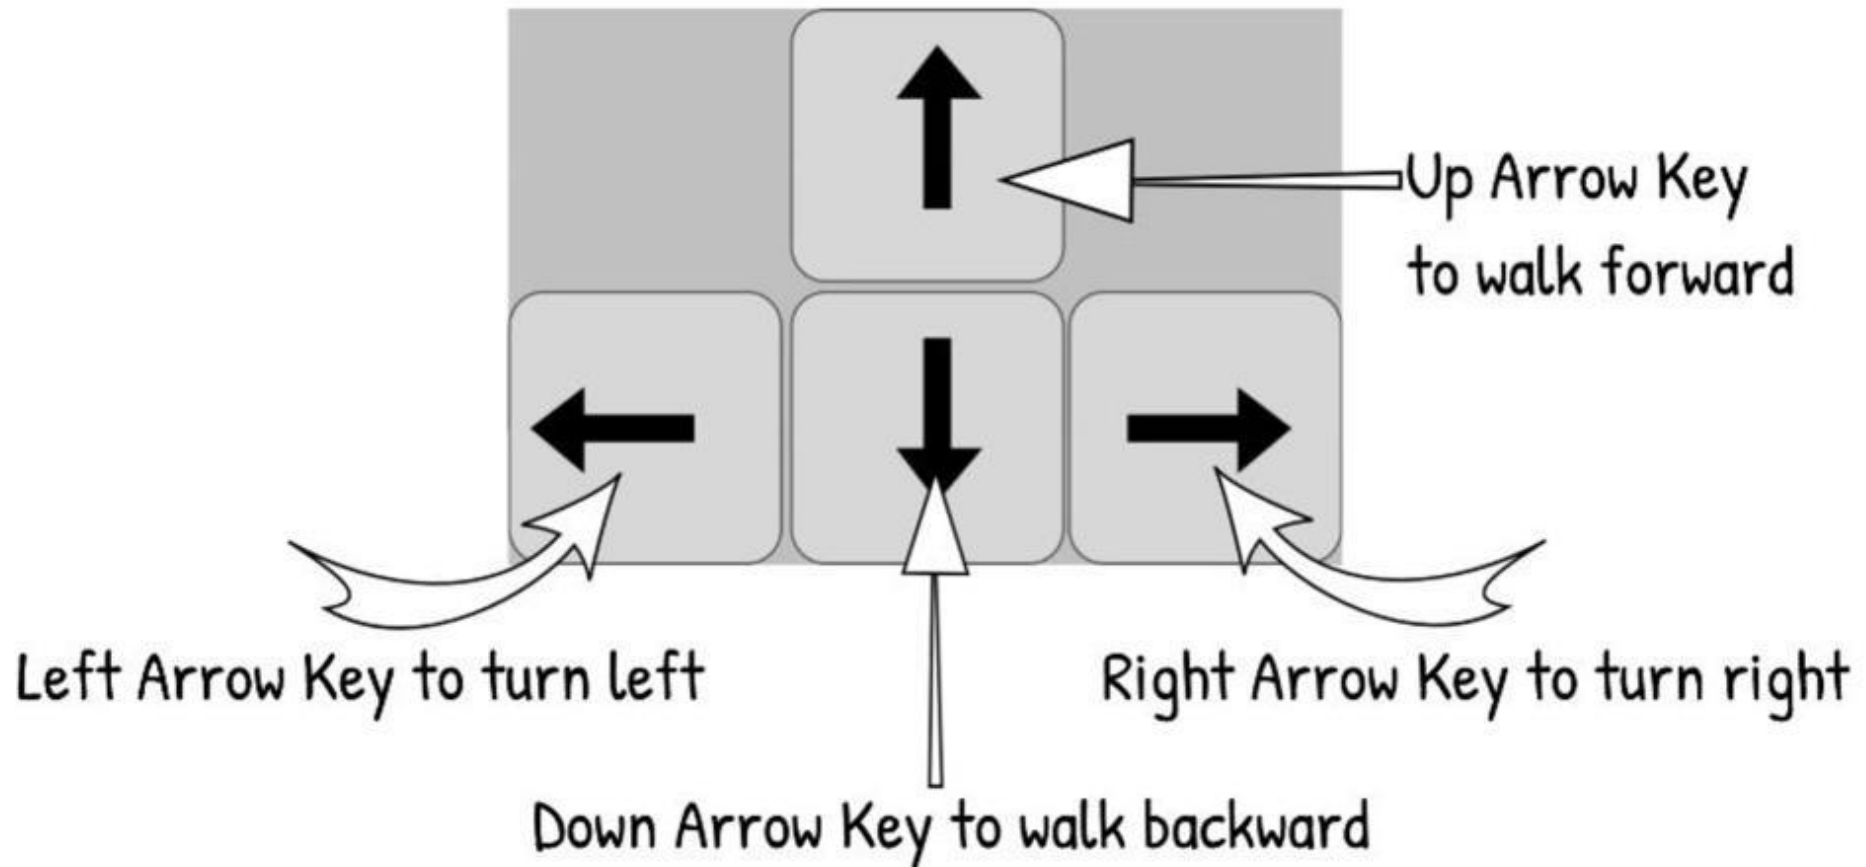 Up Arrow Key
to walk forward
Left Arrow Key to turn left
Right Arrow Key to turn right
Down Arrow Key to walk backward